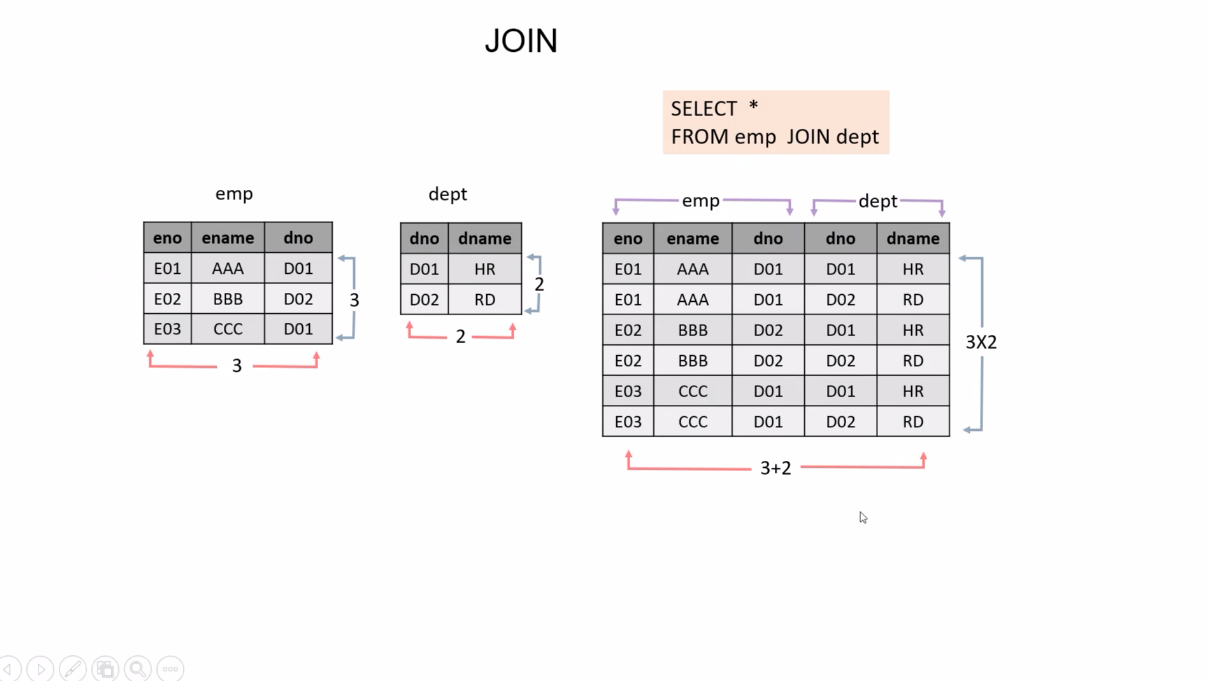 JOIN
SELECT *
FROM emp JOIN dept
emp
eno ename dno
E01 AAA D01
E02 BBB D02
E03 CCC D01
3
3
dept
dno dname
D01 HR
D02 RD
2
2
emp dept
eno ename dno dno dname
E01 AAA D01 D01 HR
E01 AAA D01 D02 RD
E02 BBB D02 D01 HR
E02 BBB D02 D02 RD
E03 CCC D01 D01 HR
E03 CCC D01 D02 RD
3X2
3+2